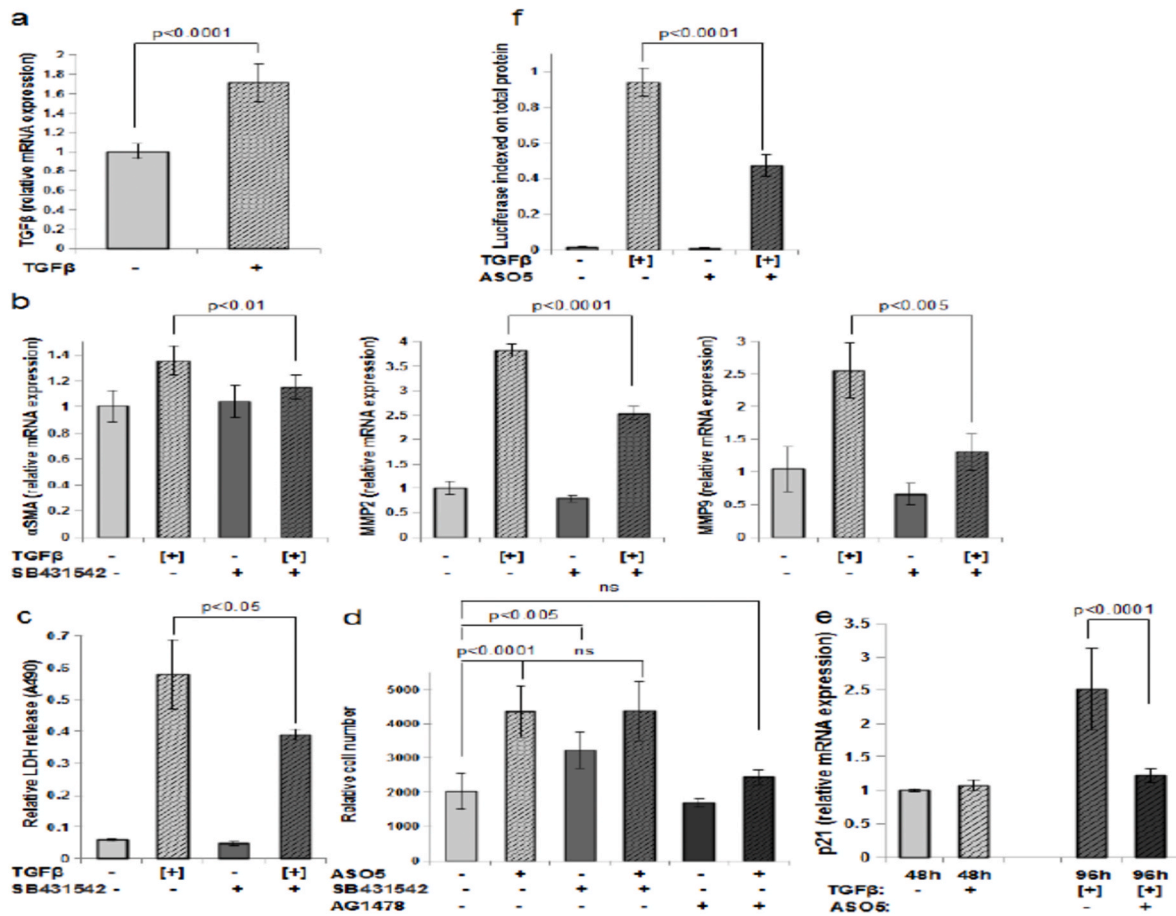 a
p<0.0001
TGFβ (relative mRNA expression)
2
1.8
1.6
1.4
1.2
1
0.8
0.6
0.4
0.2
0
TGFβ - +
f
p<0.0001
Luciferase indexed on total protein
1
0.8
0.6
0.4
0.2
0
TGFβ - [+] - [+]
ASO5 - - + +
b
p<0.01
αSMA (relative mRNA expression)
1.4
1.2
1
0.8
0.6
0.4
0.2
0
TGFβ - [+] - [+]
SB431542 - - + +
p<0.0001
MMP2 (relative mRNA expression)
4
3.5
3
2.5
2
1.5
1
0.5
0
- [+] - [+]
- - + +
p<0.005
MMP9 (relative mRNA expression)
3
2.5
2
1.5
1
0.5
0
- [+] - [+]
- - + +
c
p<0.05
Relative LDH release (A490)
0.7
0.6
0.5
0.4
0.3
0.2
0.1
0
TGFβ - [+] - [+]
SB431542 - - + +
d
ns
p<0.005
p<0.0001 ns
Relative cell number
5000
4000
3000
2000
1000
0
ASO5 - + - + - +
SB431542 - - + + - -
AG1478 - - - - + +
e
p<0.0001
p21 (relative mRNA expression)
3.5
3
2.5
2
1.5
1
0.5
0
48h 48h 96h 96h
TGFβ: - + [+] [+]
ASO5: - +